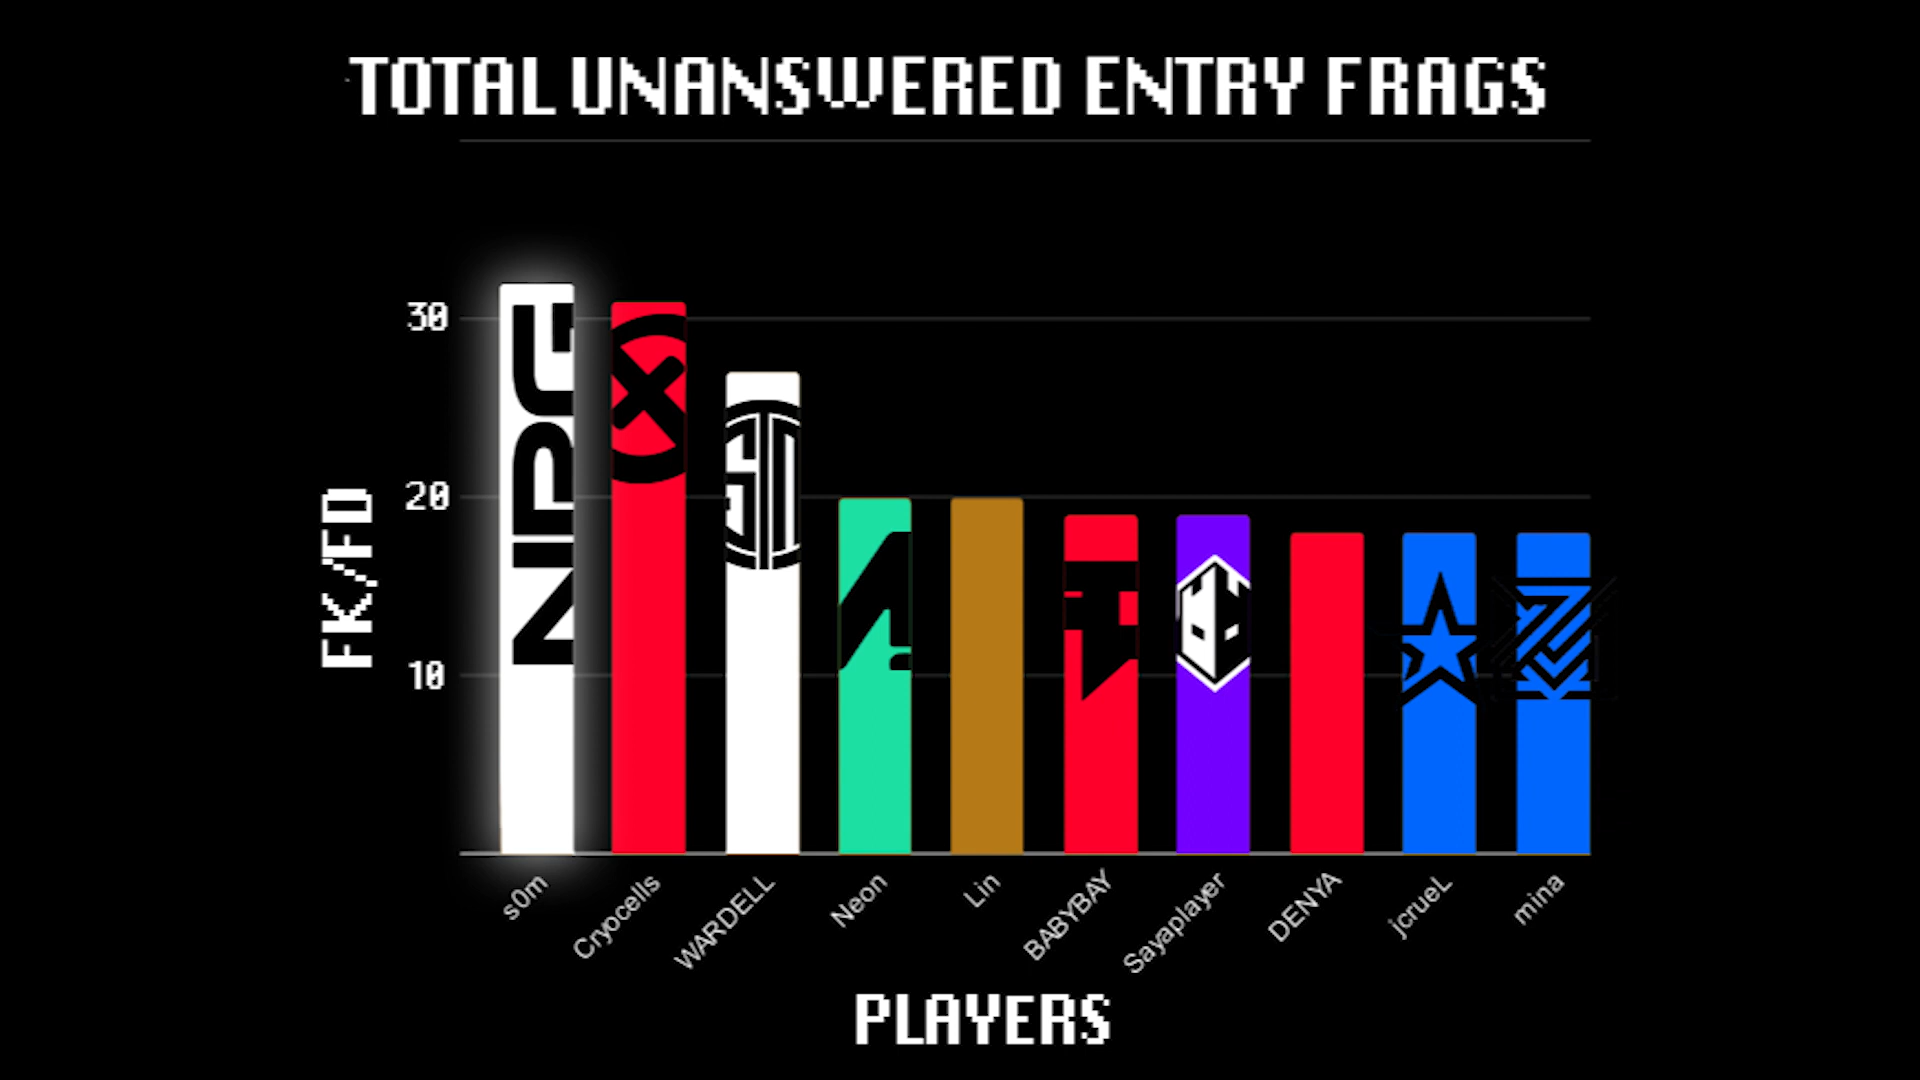 TOTAL UNANSWERED ENTRY FRAGS
30
20
10
FK/FD
NRG
s0m
Cryocells
WARDELL
Neon
Lin
BABYBAY
Sayaplayer
DENYA
jcrueL
mina
PLAYERS